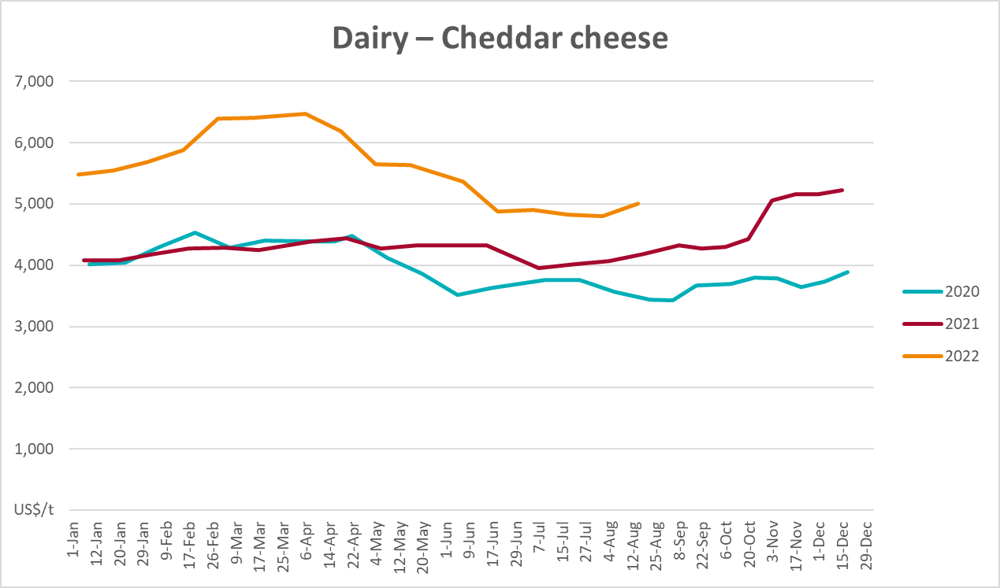 Dairy – Cheddar cheese
7,000
6,000
5,000
4,000
3,000
2,000
1,000
US$/t
1-Jan
12-Jan
20-Jan
29-Jan
9-Feb
17-Feb
26-Feb
9-Mar
17-Mar
25-Mar
6-Apr
14-Apr
22-Apr
4-May
12-May
20-May
1-Jun
9-Jun
17-Jun
29-Jun
7-Jul
15-Jul
27-Jul
4-Aug
12-Aug
25-Aug
8-Sep
22-Sep
6-Oct
20-Oct
3-Nov
17-Nov
1-Dec
15-Dec
29-Dec
2020
2021
2022